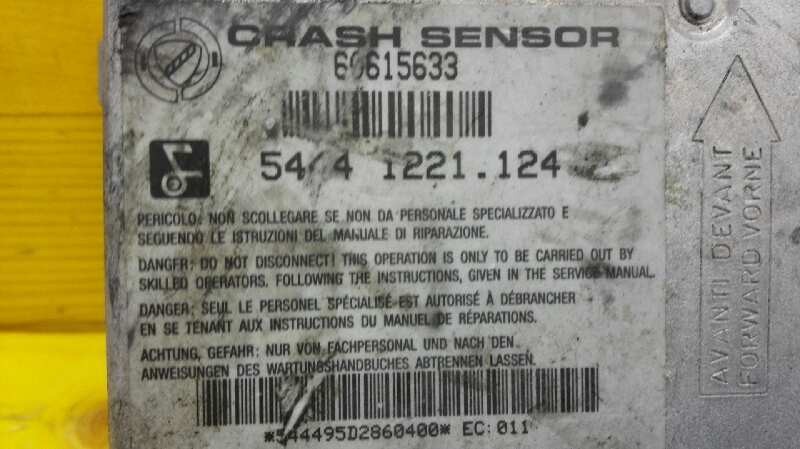 CRASH SENSOR
60615633
1221.124
PERICOLO: NON SCOLLEGARE SE NON DA PERSONALE SPECIALIZZATO E
SEGUENDO LE ISTRUZIONI DEL MANUALE DI RIPARAZIONE.
DANGER: DO NOT DISCONNECT! THIS OPERATION IS ONLY TO BE CARRIED OUT BY
SKILLED OPERATORS, FOLLOWING THE INSTRUCTIONS, GIVEN IN THE SERVICE MANUAL.
DANGER: SEUL LE PERSONEL SPÉCIALISÉ EST AUTORISÉ À DÉBRANCHER
EN SE TENANT AUX INSTRUCTIONS DU MANUEL DE RÉPARATIONS.
ACHTUNG, GEFAHR: NUR VON FACHPERSONAL UND NACH DEN
ANWEISUNGEN DES WARTUNGSHANDBUCHES ABTRENNEN LASSEN.
*544495D2860400* EC:011
AVANTI DEVANT
FORWARD VORNE